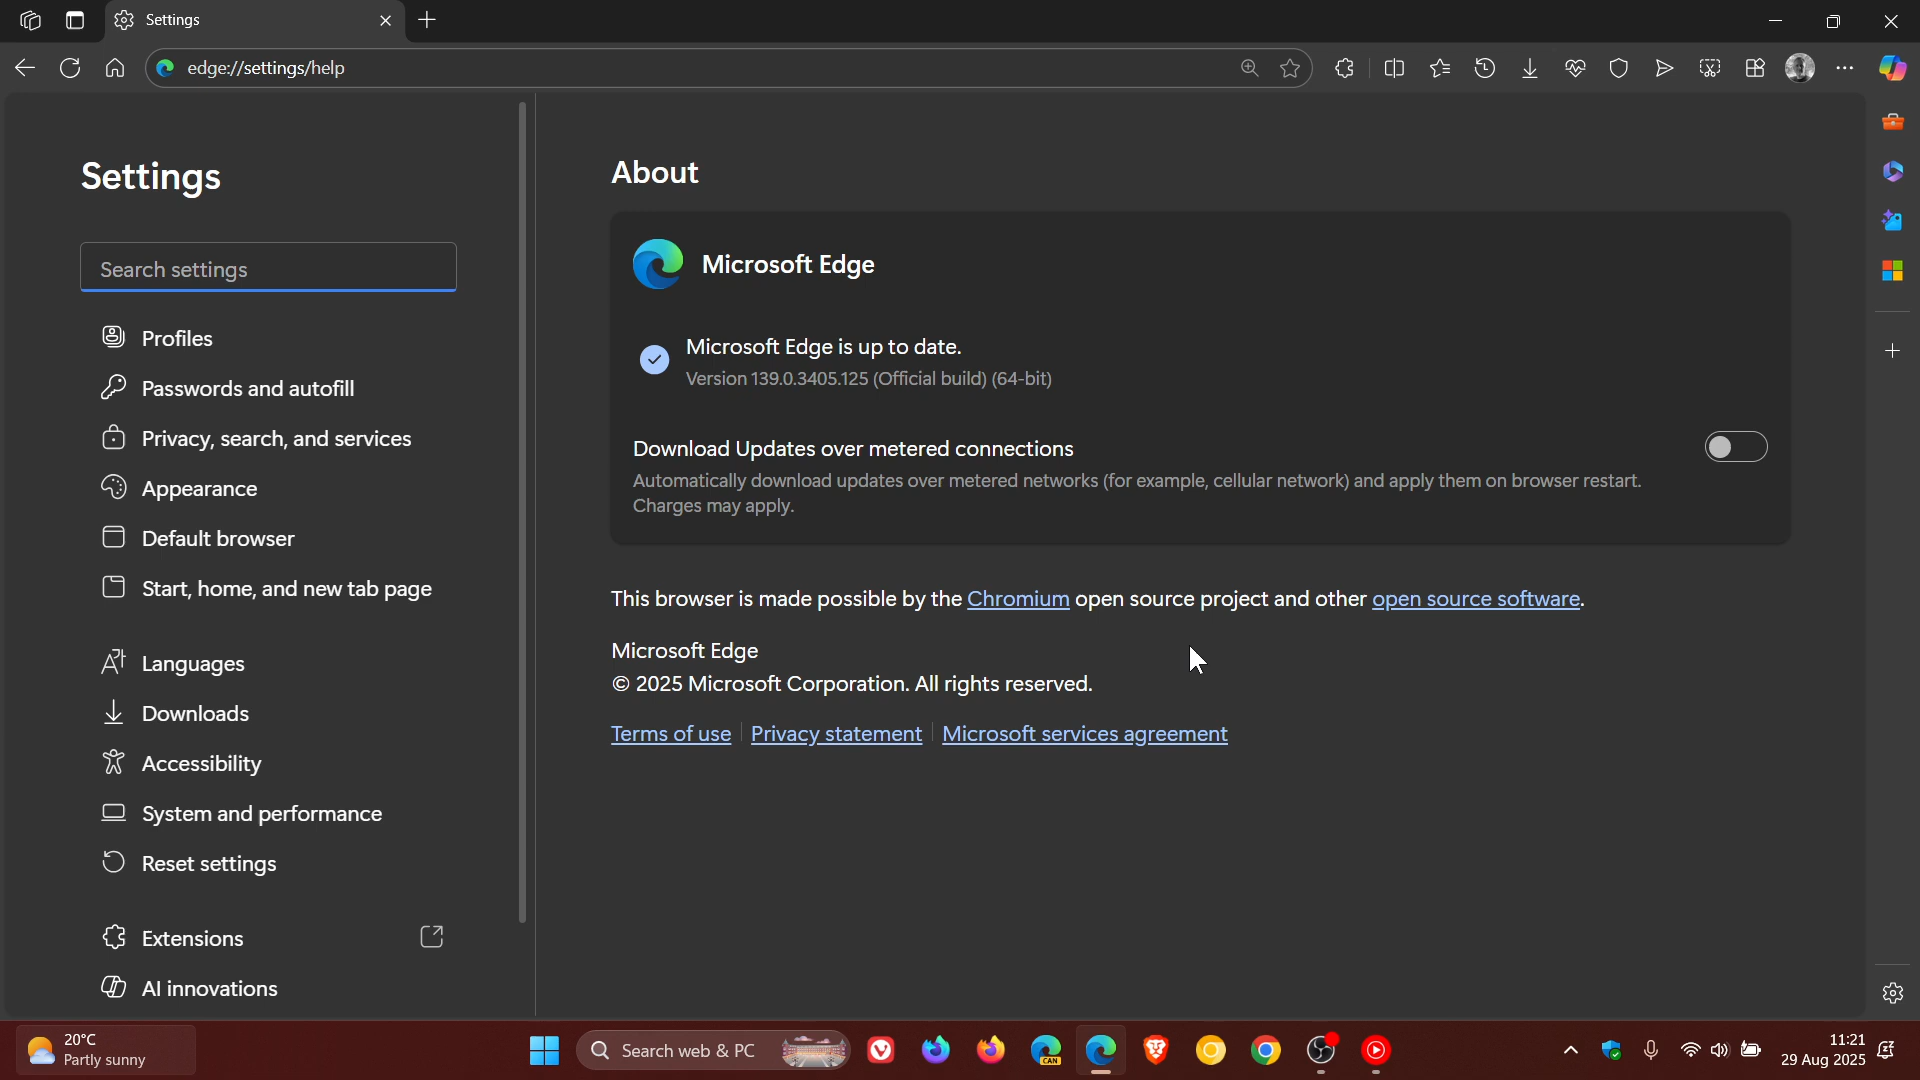 Settings
edge://settings/help
Settings
Search settings
Profiles
Passwords and autofill
Privacy, search, and services
Appearance
Default browser
Start, home, and new tab page
Languages
Downloads
Accessibility
System and performance
Reset settings
Extensions
AI innovations
About
Microsoft Edge
Microsoft Edge is up to date.
Version 139.0.3405.125 (Official build) (64-bit)
Download Updates over metered connections
Automatically download updates over metered networks (for example, cellular network) and apply them on browser restart.
Charges may apply.
This browser is made possible by the Chromium open source project and other open source software.
Microsoft Edge
© 2025 Microsoft Corporation. All rights reserved.
Terms of use
Privacy statement
Microsoft services agreement
20°C
Partly sunny
Search web & PC
CAN
11:21
29 Aug 2025